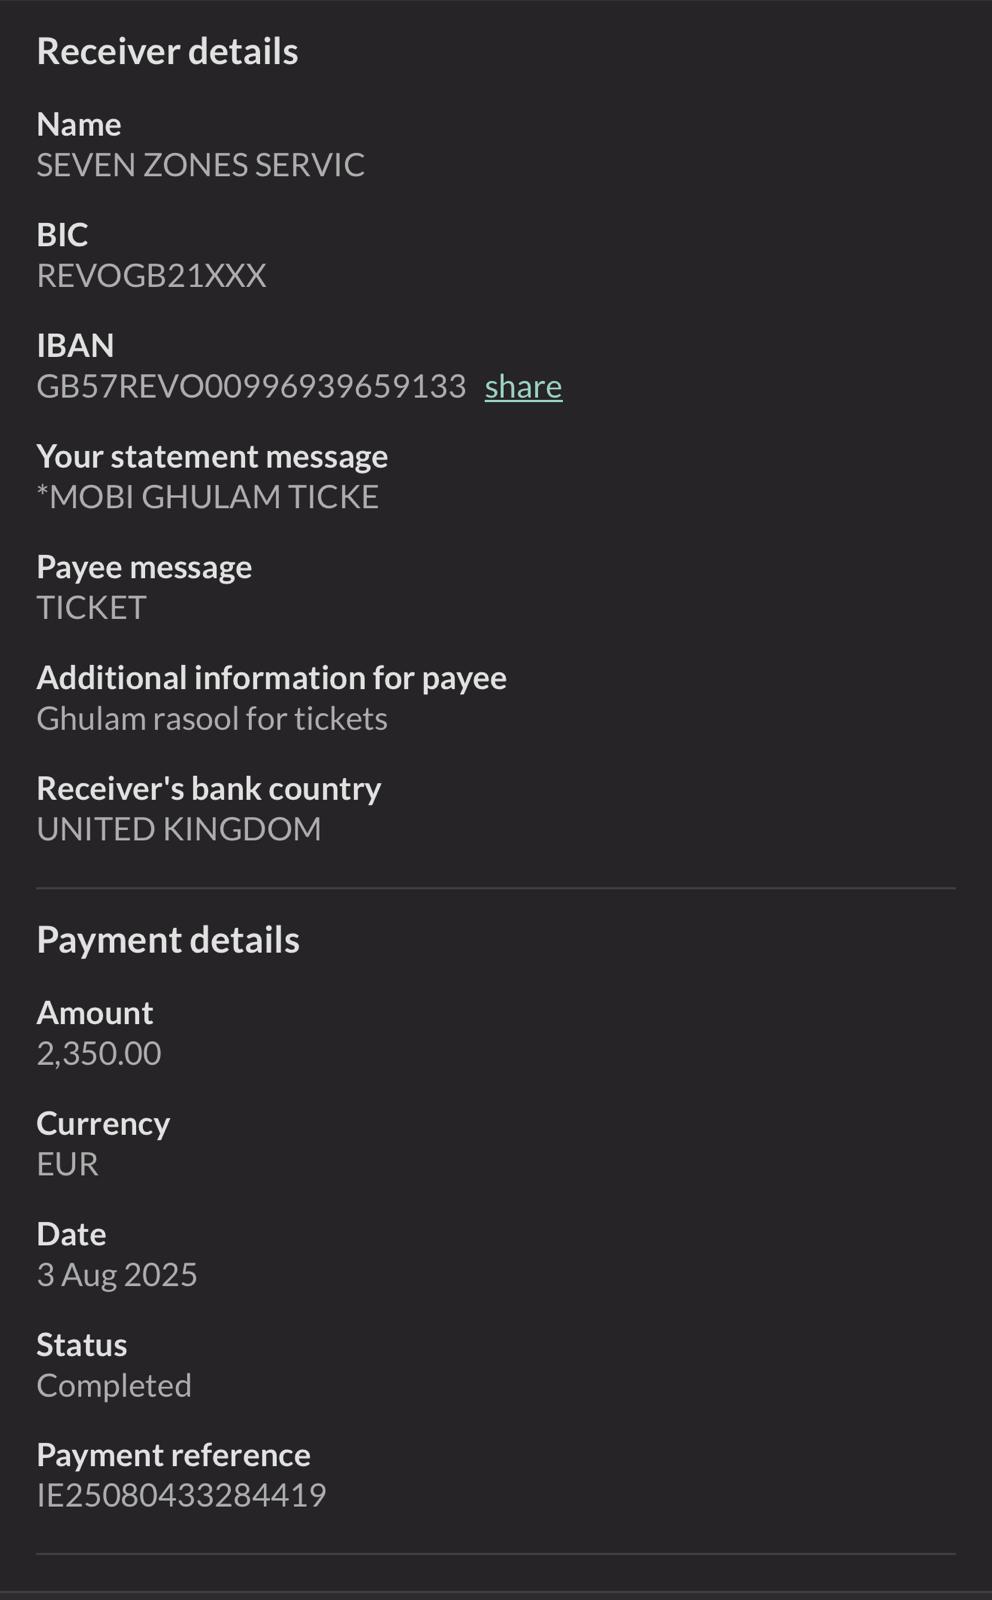 Receiver details
Name
SEVEN ZONES SERVIC
BIC
REVOGB21XXX
IBAN
GB57REVO00996939659133 share
Your statement message
*MOBI GHULAM TICKE
Payee message
TICKET
Additional information for payee
Ghulam rasool for tickets
Receiver's bank country
UNITED KINGDOM
Payment details
Amount
2,350.00
Currency
EUR
Date
3 Aug 2025
Status
Completed
Payment reference
IE25080433284419